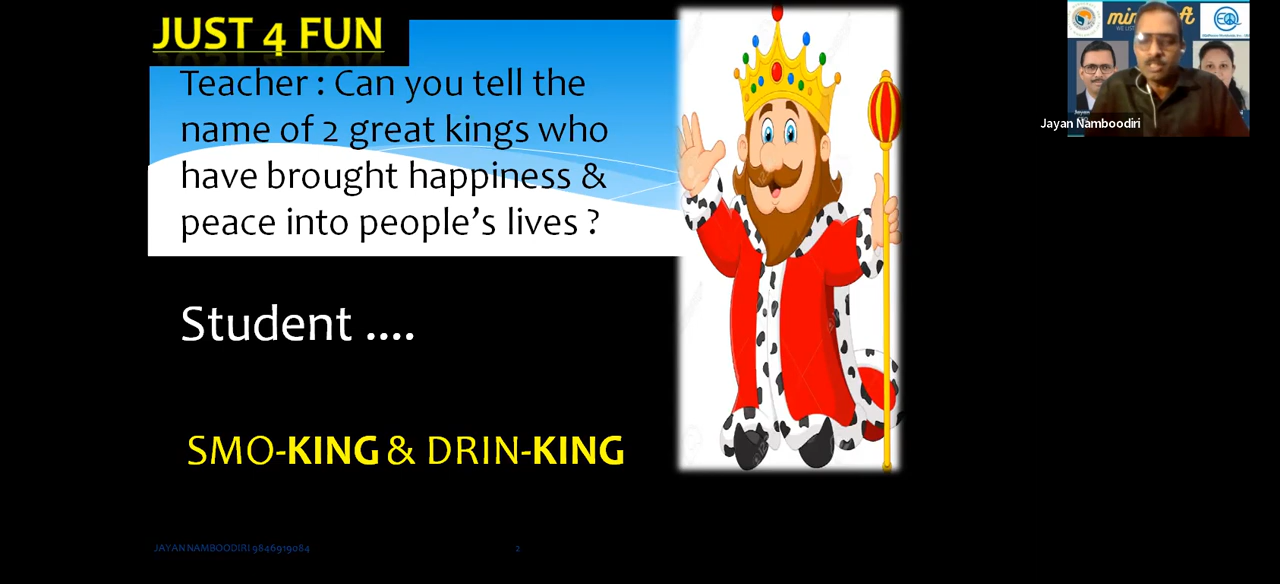 JUST 4 FUN
Teacher : Can you tell the
name of 2 great kings who
have brought happiness &
peace into people’s lives ?
Student ....
SMO-KING & DRIN-KING
JAYAN NAMBOODIRI 9846919084
2
Jayan Namboodiri